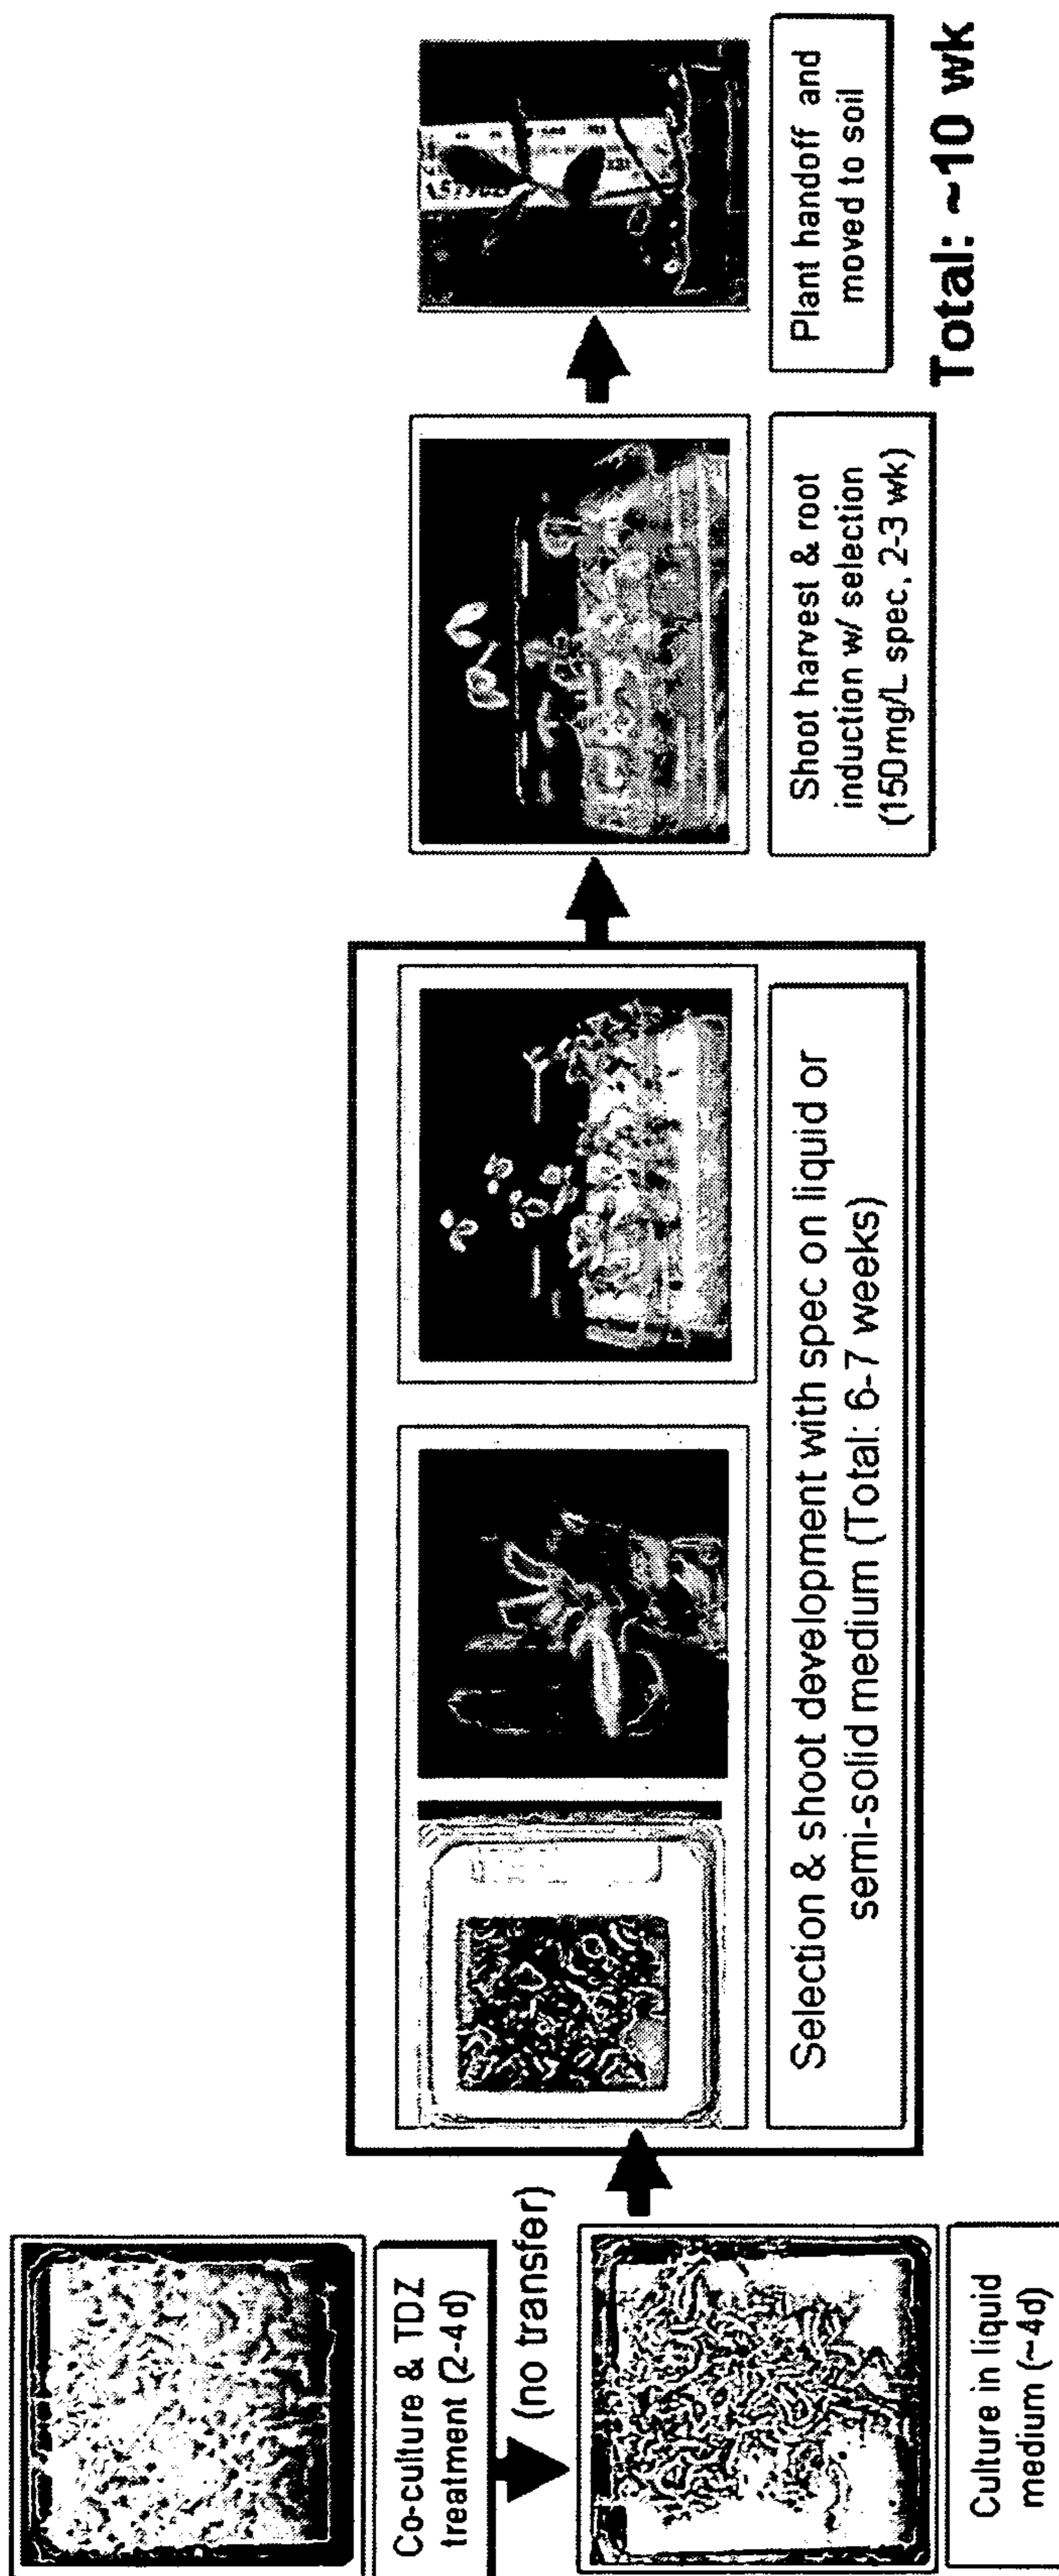 Co-culture & TDZ
treatment (2-4d)
(no transfer)
Culture in liquid
medium (~4d)
Selection & shoot development with spec on liquid or
semi-solid medium (Total: 6-7 weeks)
Shoot harvest & root
induction w/ selection
(150mg/L spec, 2-3 wk)
Plant handoff and
moved to soil
Total: ~10 wk